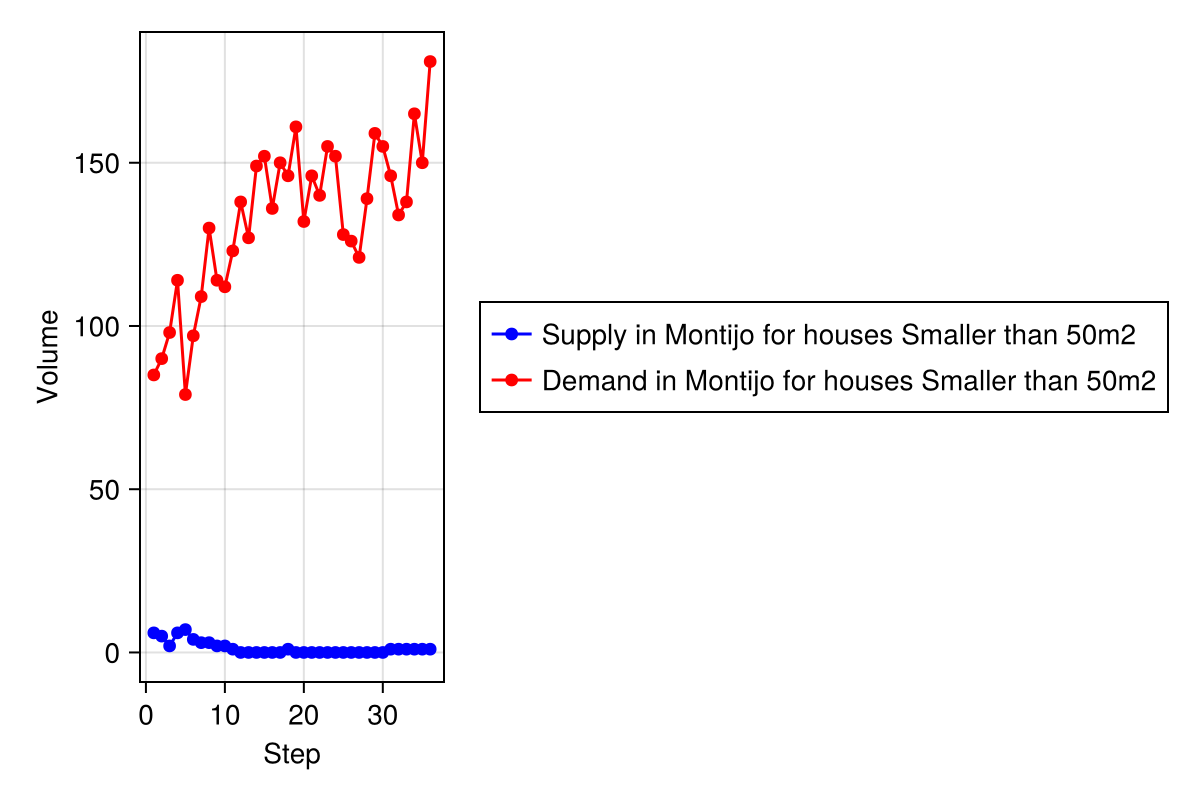 Volume
150
100
50
0
0 10 20 30
Step
Supply in Montijo for houses Smaller than 50m2
Demand in Montijo for houses Smaller than 50m2